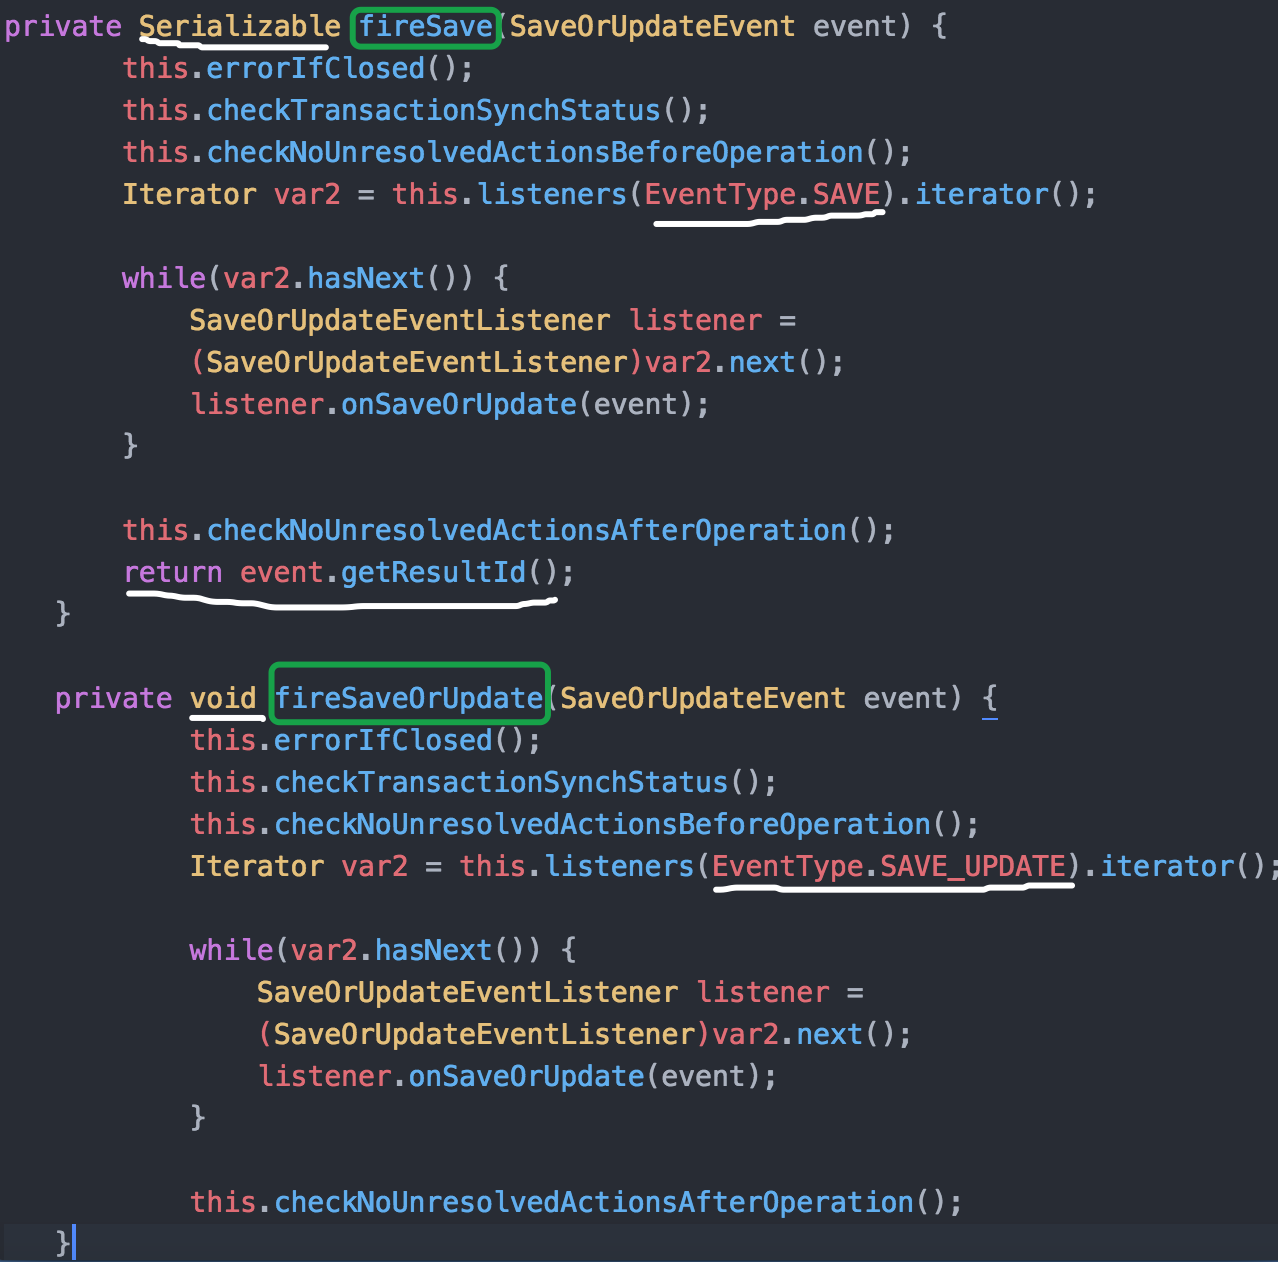 private Serializable fireSave(SaveOrUpdateEvent event) {
this.errorIfClosed();
this.checkTransactionSynchStatus();
this.checkNoUnresolvedActionsBeforeOperation();
Iterator var2 = this.listeners(EventType.SAVE).iterator();
while(var2.hasNext()) {
SaveOrUpdateEventListener listener =
(SaveOrUpdateEventListener)var2.next();
listener.onSaveOrUpdate(event);
}
this.checkNoUnresolvedActionsAfterOperation();
return event.getResultId();
}
private void fireSaveOrUpdate(SaveOrUpdateEvent event) {
this.errorIfClosed();
this.checkTransactionSynchStatus();
this.checkNoUnresolvedActionsBeforeOperation();
Iterator var2 = this.listeners(EventType.SAVE_UPDATE).iterator();
while(var2.hasNext()) {
SaveOrUpdateEventListener listener =
(SaveOrUpdateEventListener)var2.next();
listener.onSaveOrUpdate(event);
}
this.checkNoUnresolvedActionsAfterOperation();
}